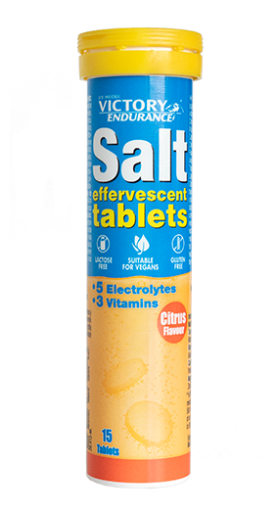 VICTORY
ENDURANCE
Salt
effervescent
tablets
LACTOSE
FREE
SUITABLE
FOR VEGANS
GLUTEN
FREE
•5 Electrolytes
•3 Vitamins
Citrus
Flavour
15
Tablets